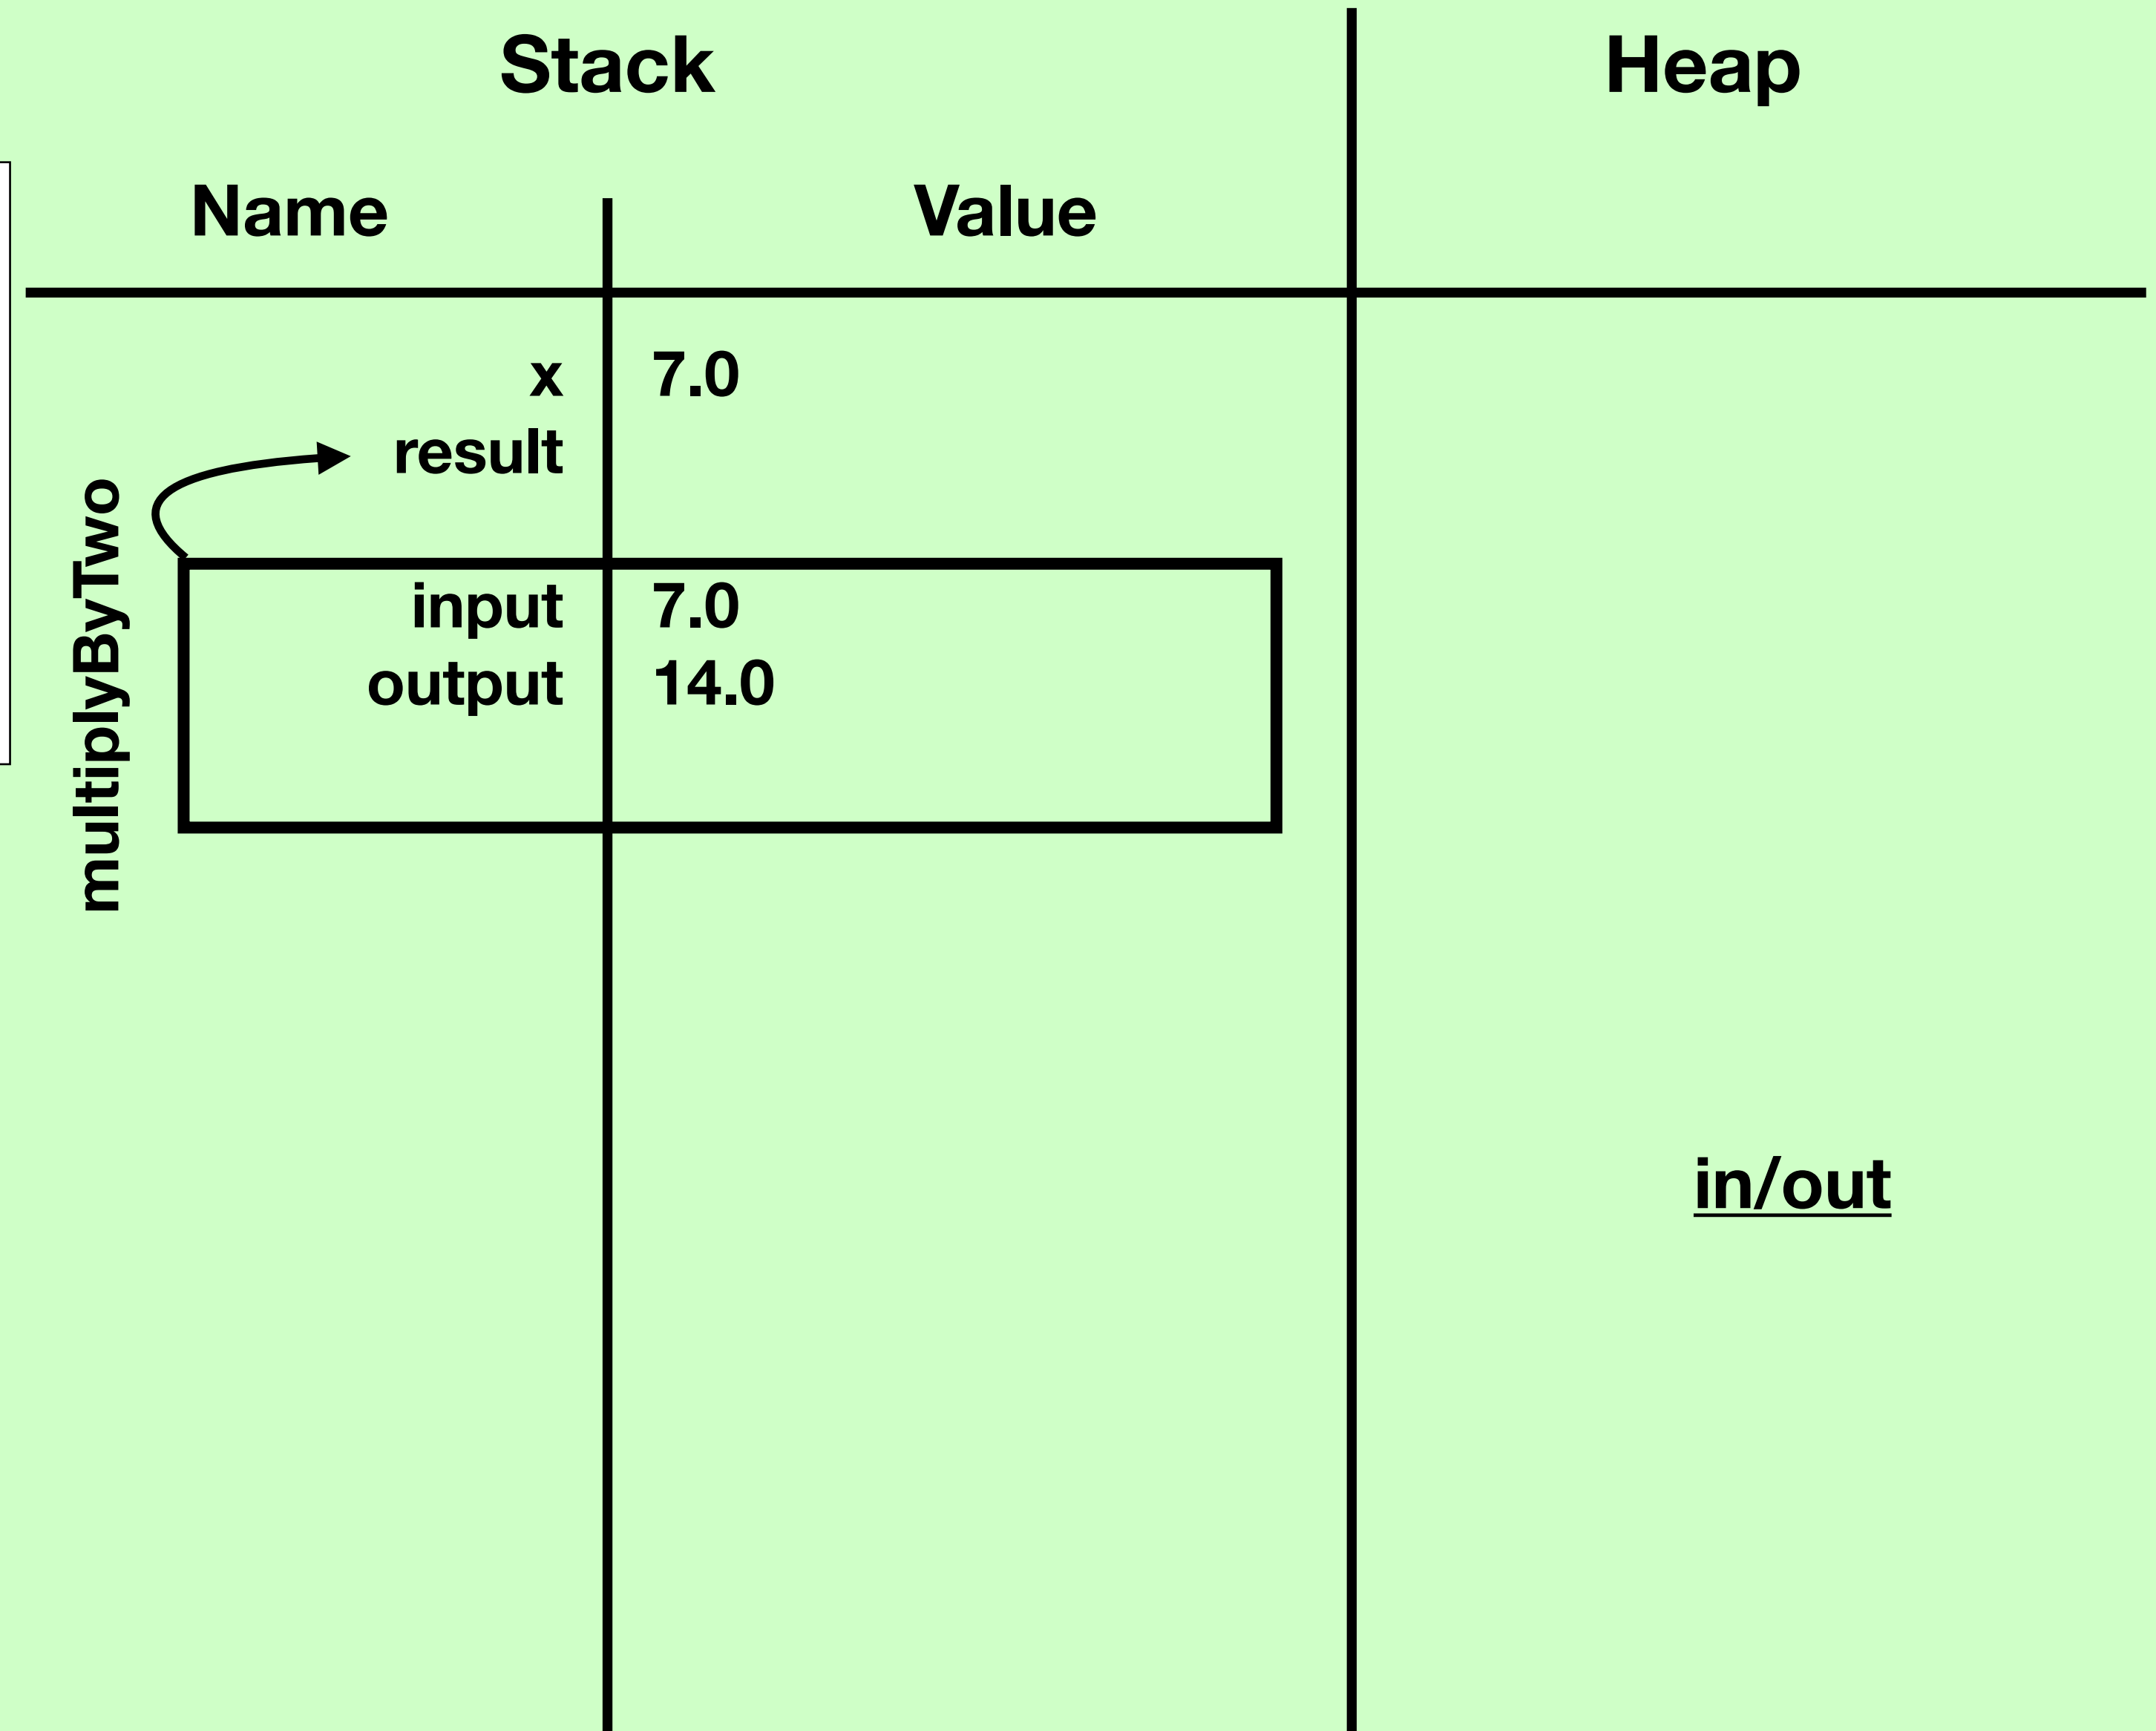 Stack
Heap
Name
Value
x
7.0
result
multiplyByTwo
input
7.0
output
14.0
in/out